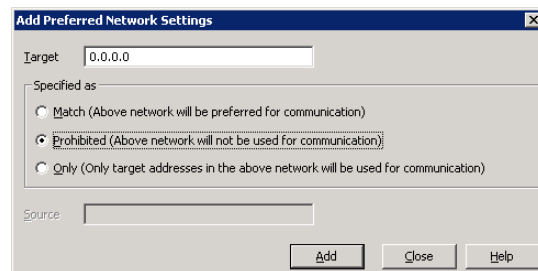 Add Preferred Network Settings
Target 0.0.0.0
Specified as
Match (Above network will be preferred for communication)
Prohibited (Above network will not be used for communication)
Only (Only target addresses in the above network will be used for communication)
Source
Add Close Help